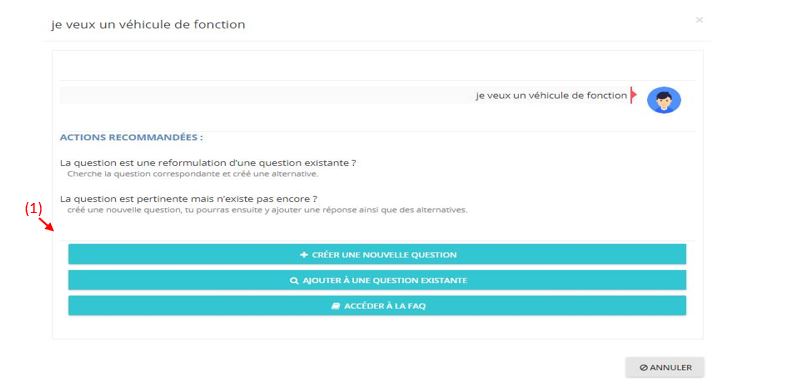 je veux un véhicule de fonction
×
je veux un véhicule de fonction
ACTIONS RECOMMANDÉES :
La question est une reformulation d'une question existante ?
Cherche la question correspondante et créé une alternative.
La question est pertinente mais n'existe pas encore ?
créé une nouvelle question, tu pourras ensuite y ajouter une réponse ainsi que des alternatives.
(1)
+ CRÉER UNE NOUVELLE QUESTION
AJOUTER À UNE QUESTION EXISTANTE
ACCÉDER À LA FAQ
ANNULER